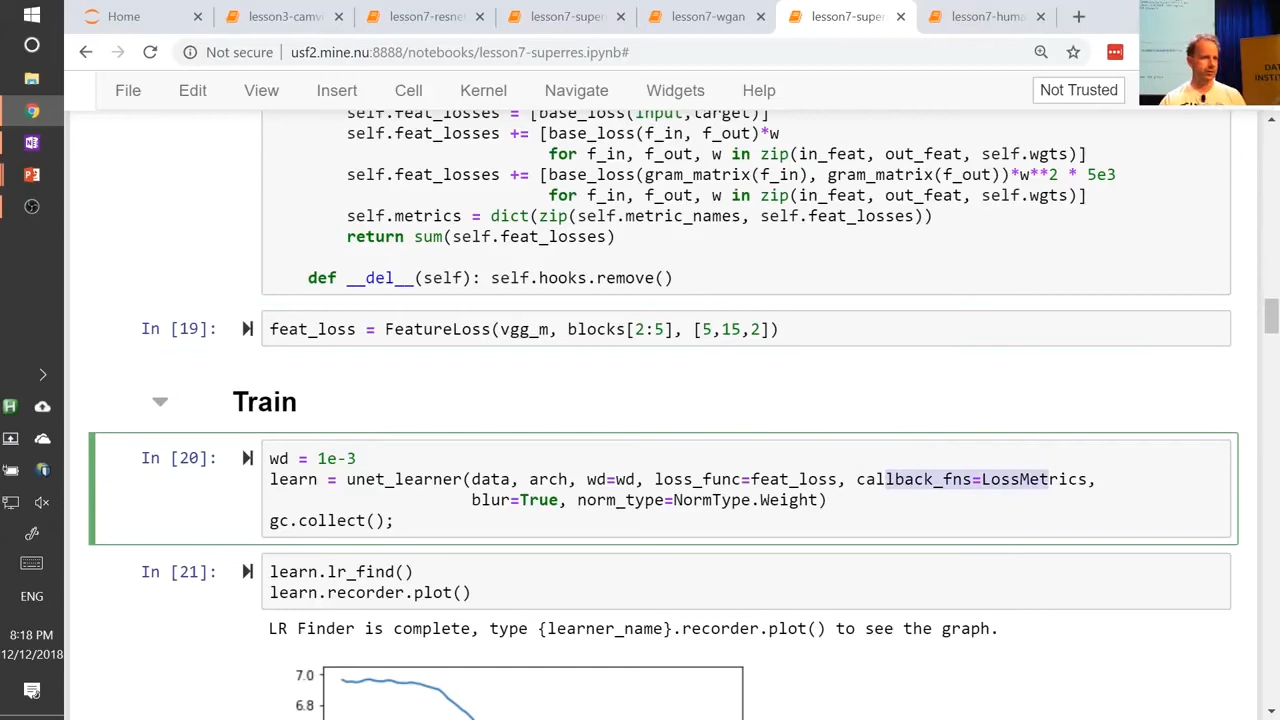 Home
lesson3-camvi
lesson7-resnet
lesson7-super
lesson7-wgan
lesson7-super
lesson7-huma
Not secure
usf2.mine.nu:8888/notebooks/lesson7-superres.ipynb#
File Edit View Insert Cell Kernel Navigate Widgets Help
Not Trusted
self.feat_losses = [base_loss(input,target)]
self.feat_losses += [base_loss(f_in, f_out)*w
for f_in, f_out, w in zip(in_feat, out_feat, self.wgts)]
self.feat_losses += [base_loss(gram_matrix(f_in), gram_matrix(f_out))*w**2 * 5e3
for f_in, f_out, w in zip(in_feat, out_feat, self.wgts)]
self.metrics = dict(zip(self.metric_names, self.feat_losses))
return sum(self.feat_losses)
def __del__(self): self.hooks.remove()
In [19]:
feat_loss = FeatureLoss(vgg_m, blocks[2:5], [5,15,2])
Train
In [20]:
wd = 1e-3
learn = unet_learner(data, arch, wd=wd, loss_func=feat_loss, callback_fns=LossMetrics,
blur=True, norm_type=NormType.Weight)
gc.collect();
In [21]:
learn.lr_find()
learn.recorder.plot()
LR Finder is complete, type {learner_name}.recorder.plot() to see the graph.
7.0
6.8
ENG
8:18 PM
12/12/2018
DAT
INSTIT